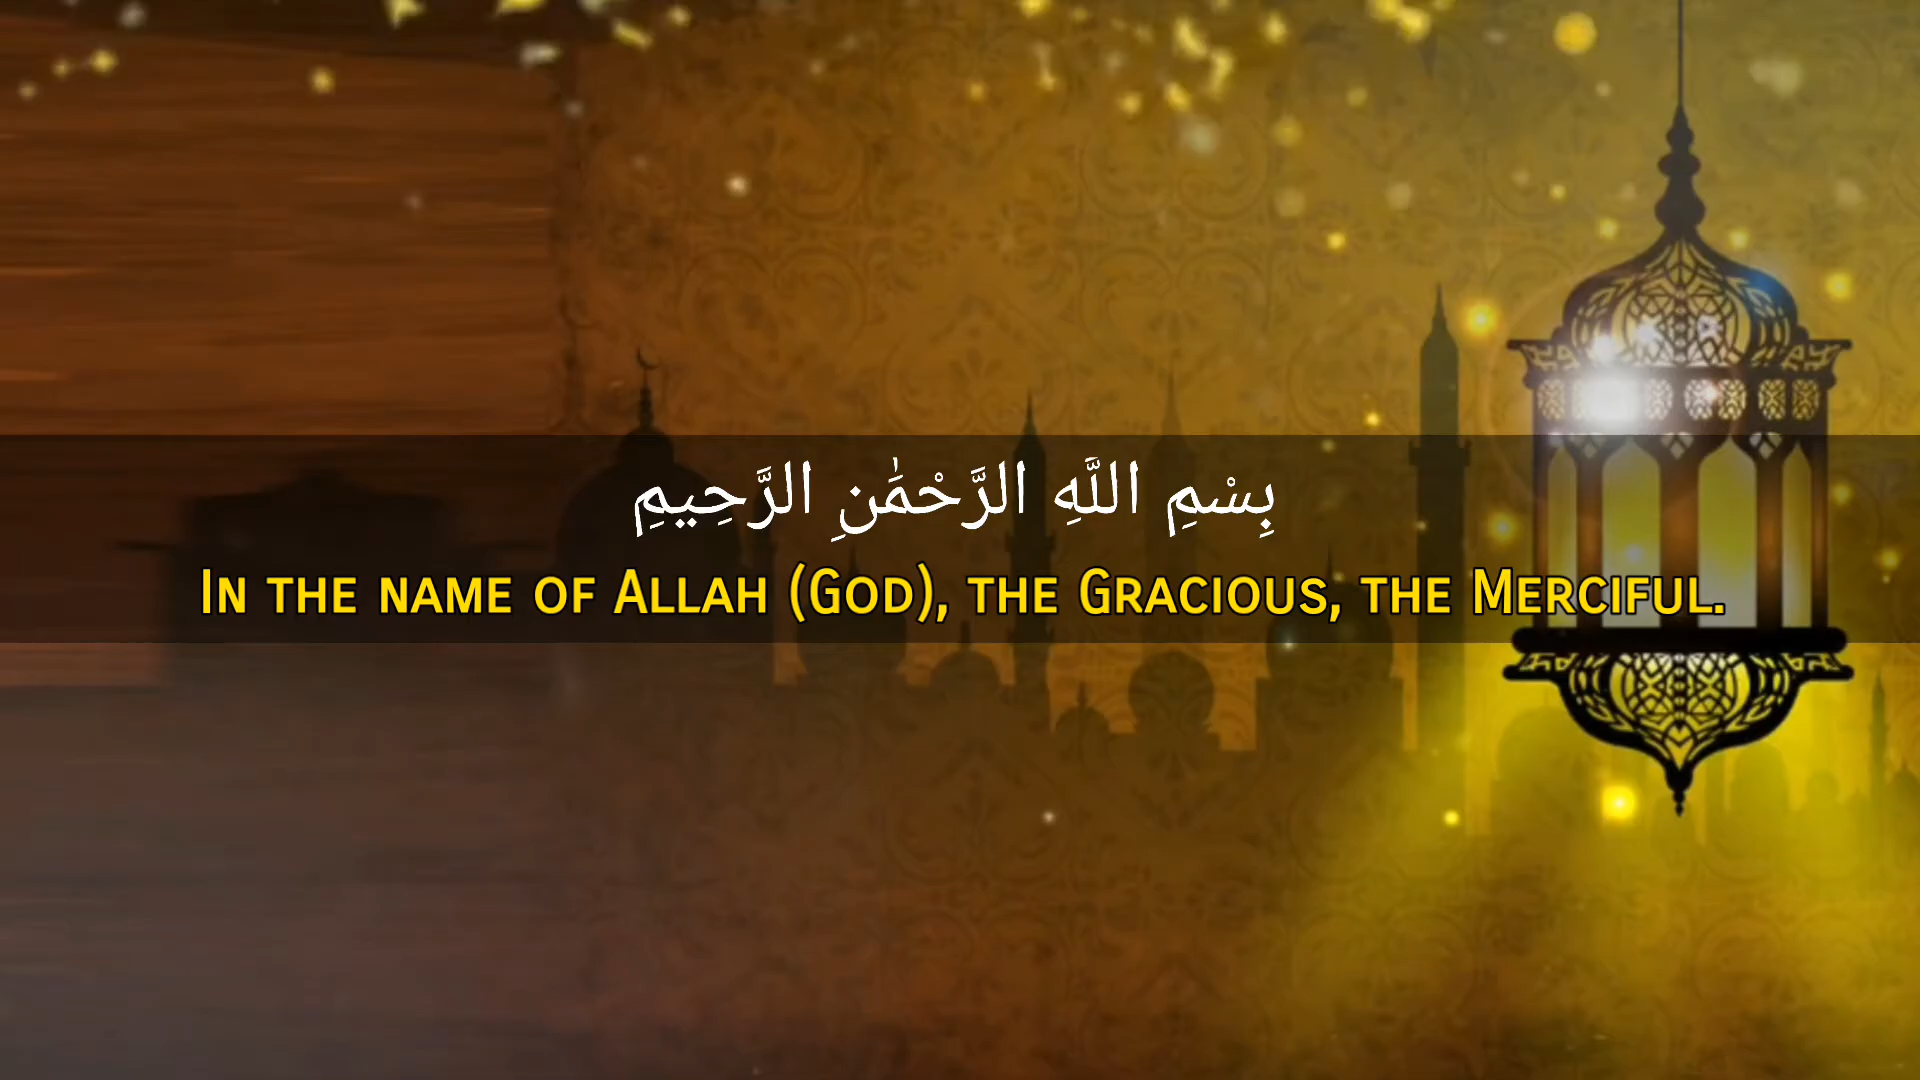 بِسْمِ اللَّهِ الرَّحْمَٰنِ الرَّحِيمِ
In the name of Allah (God), the Gracious, the Merciful.